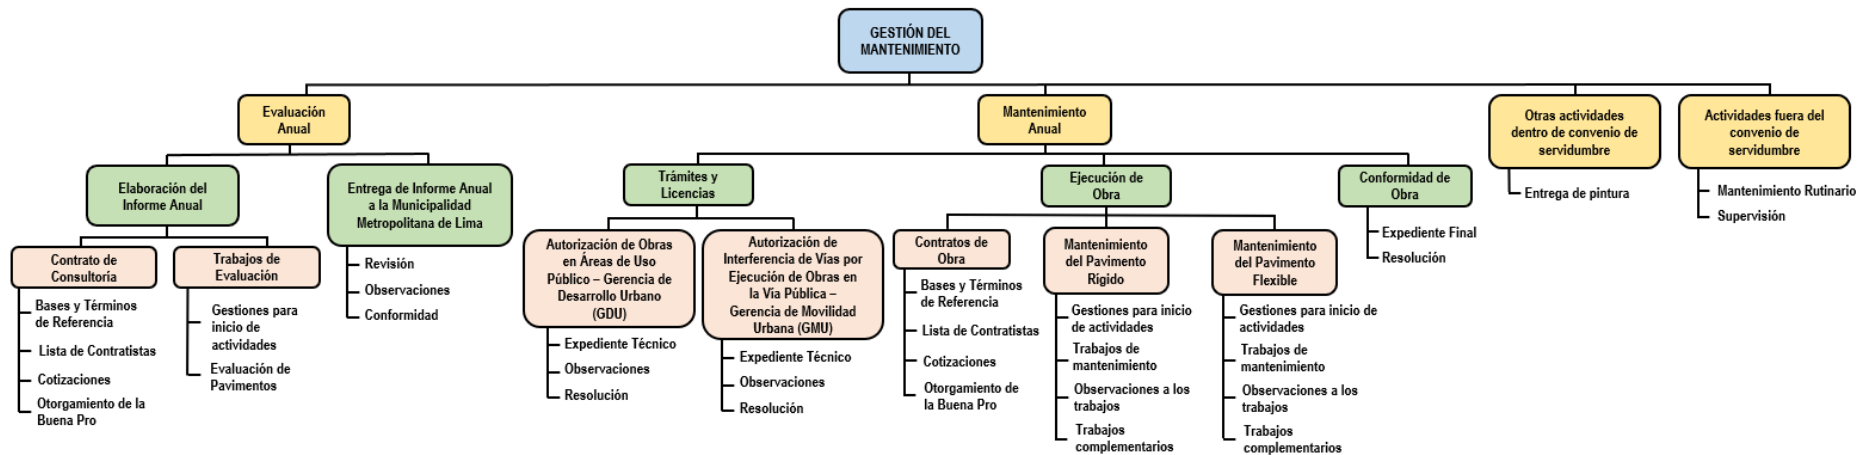 GESTIÓN DEL
MANTENIMIENTO
Evaluación
Anual
Mantenimiento
Anual
Otras actividades
dentro de convenio de
servidumbre
Actividades fuera del
convenio de
servidumbre
Elaboración del
Informe Anual
Entrega de Informe Anual
a la Municipalidad
Metropolitana de Lima
Trámites y
Licencias
Ejecución de
Obra
Conformidad de
Obra
Entrega de pintura
Mantenimiento Rutinario
Supervisión
Contrato de
Consultoría
Trabajos de
Evaluación
Revisión
Observaciones
Conformidad
Autorización de Obras
en Áreas de Uso
Público – Gerencia de
Desarrollo Urbano
(GDU)
Autorización de
Interferencia de Vías por
Ejecución de Obras en
la Vía Pública –
Gerencia de Movilidad
Urbana (GMU)
Contratos de
Obra
Mantenimiento
del Pavimento
Rígido
Mantenimiento
del Pavimento
Flexible
Expediente Final
Resolución
Bases y Términos
de Referencia
Lista de Contratistas
Cotizaciones
Otorgamiento de la
Buena Pro
Gestiones para
inicio de
actividades
Evaluación de
Pavimentos
Expediente Técnico
Observaciones
Resolución
Expediente Técnico
Observaciones
Resolución
Bases y Términos
de Referencia
Lista de Contratistas
Cotizaciones
Otorgamiento de
la Buena Pro
Gestiones para inicio
de actividades
Trabajos de
mantenimiento
Observaciones a los
trabajos
Trabajos
complementarios
Gestiones para inicio de
actividades
Trabajos de
mantenimiento
Observaciones a los
trabajos
Trabajos
complementarios